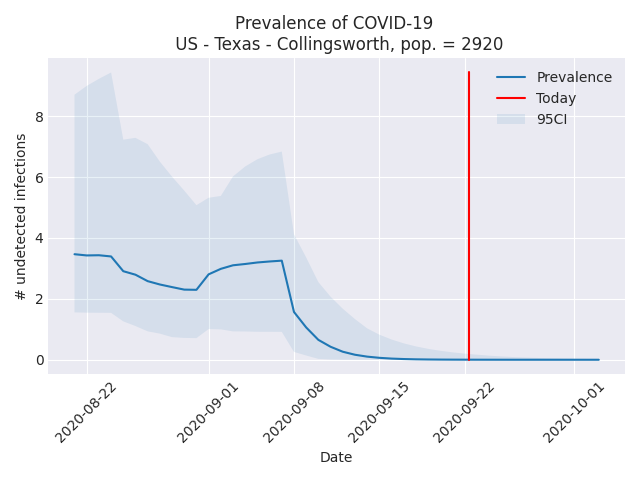 Prevalence of COVID-19
US - Texas - Collingsworth, pop. = 2920
Prevalence
Today
95CI
# undetected infections
8
6
4
2
0
2020-08-22
2020-09-01
2020-09-08
2020-09-15
2020-09-22
2020-10-01
Date